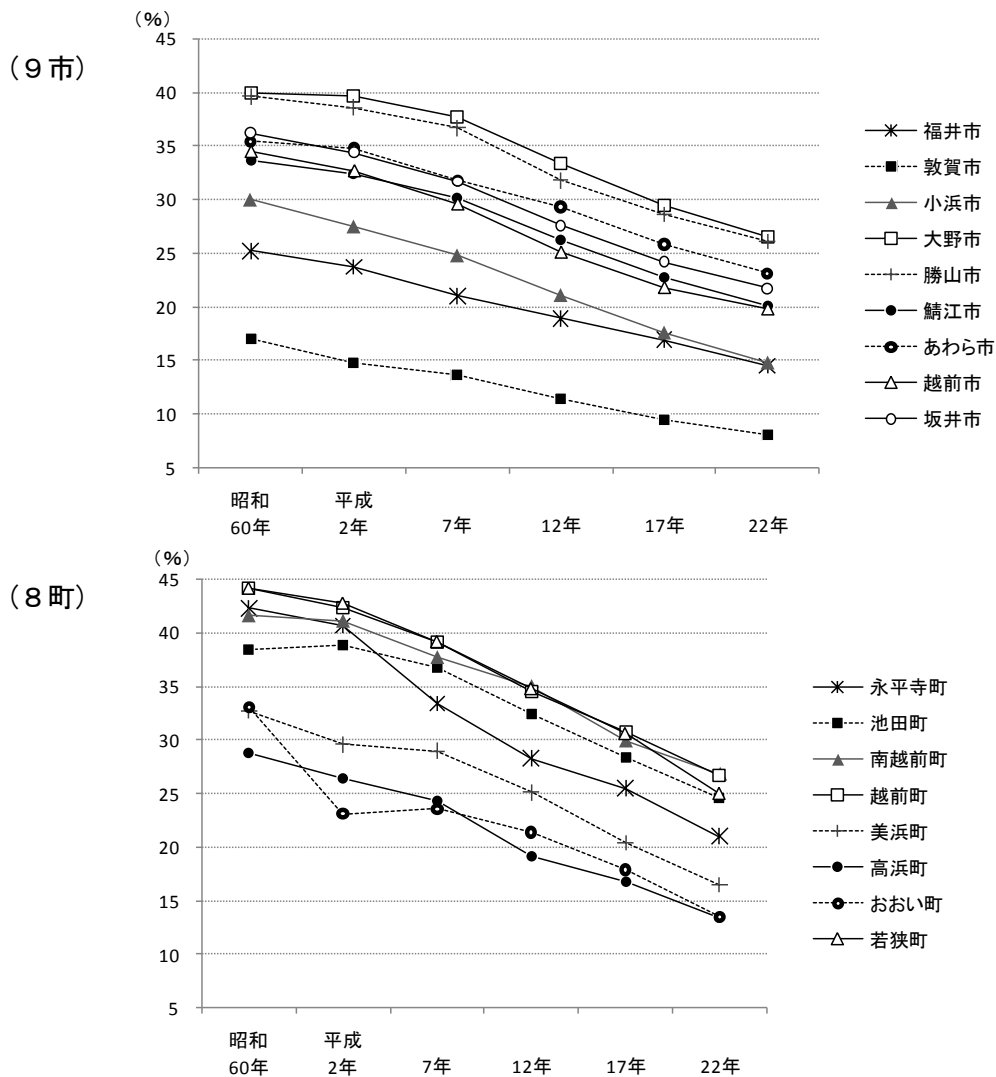 (%)
(9市)
45
40
35
30
25
20
15
10
5
昭和
60年
平成
2年
7年
12年
17年
22年
福井市
敦賀市
小浜市
大野市
勝山市
鯖江市
あわら市
越前市
坂井市
(%)
(8町)
45
40
35
30
25
20
15
10
5
昭和
60年
平成
2年
7年
12年
17年
22年
永平寺町
池田町
南越前町
越前町
美浜町
高浜町
おおい町
若狭町